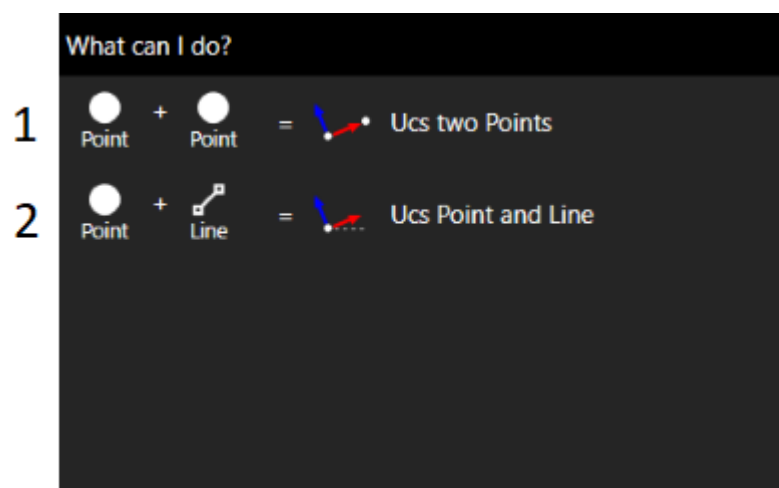 What can I do?
1 Point + Point = Ucs two Points
2 Point + Line = Ucs Point and Line